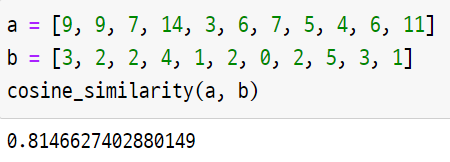 a = [9, 9, 7, 14, 3, 6, 7, 5, 4, 6, 11]
b = [3, 2, 2, 4, 1, 2, 0, 2, 5, 3, 1]
cosine_similarity(a, b)
0.8146627402880149